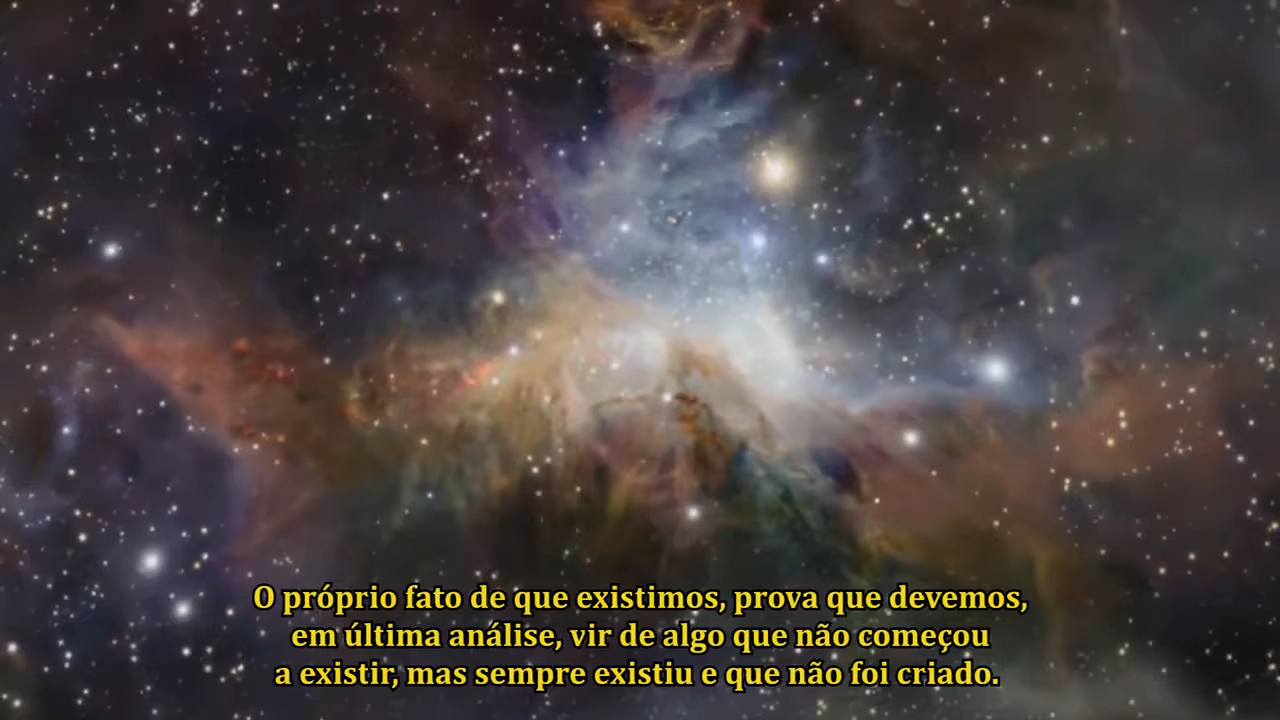 O próprio fato de que existimos, prova que devemos,
em última análise, vir de algo que não começou
a existir, mas sempre existiu e que não foi criado.